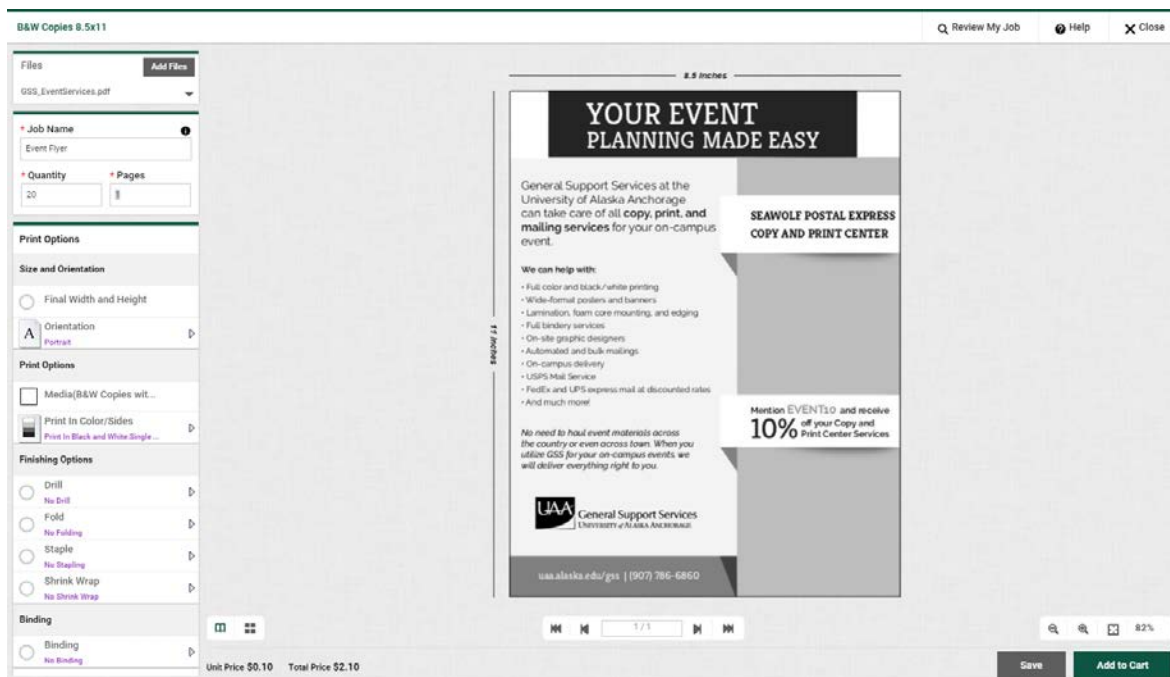 B&W Copies 8.5x11
Review My Job
Help
Close
Files
Add Files
GSS_EventServices.pdf
* Job Name
Event Flyer
* Quantity
* Pages
20
1
Print Options
Size and Orientation
Final Width and Height
Orientation
Portrait
Print Options
Media(B&W Copies wit...
Print In Color/Sides
Print In Black and White:Single ...
Finishing Options
Drill
No Drill
Fold
No Folding
Staple
No Stapling
Shrink Wrap
No Shrink Wrap
Binding
Binding
No Binding
8.5 inches
11 inches
YOUR EVENT
PLANNING MADE EASY
General Support Services at the
University of Alaska Anchorage
can take care of all copy, print, and
mailing services for your on-campus
event.
We can help with:
• Full color and black/white printing
• Wide-format posters and banners
• Lamination, foam core mounting, and edging
• Full bindery services
• On-site graphic designers
• Automated and bulk mailings
• On-campus delivery
• USPS Mail Service
• FedEx and UPS express mail at discounted rates
• And much more!
No need to haul event materials across
the country or even across town. When you
utilize GSS for your on-campus events, we
will deliver everything right to you.
UAA
General Support Services
UNIVERSITY of ALASKA ANCHORAGE
uaa.alaska.edu/gss | (907) 786-6860
SEAWOLF POSTAL EXPRESS
COPY AND PRINT CENTER
Mention EVENT10 and receive
10% off your Copy and
Print Center Services
1 / 1
82%
Unit Price $0.10 Total Price $2.10
Save
Add to Cart